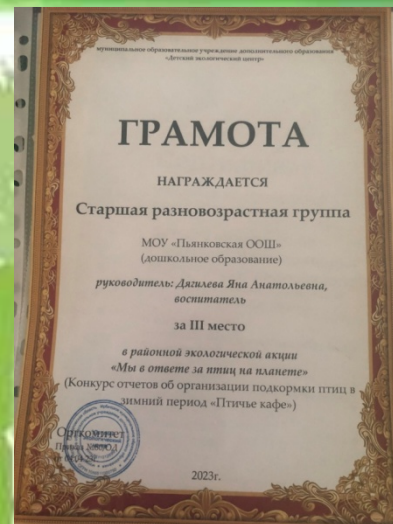 муниципальное образовательное учреждение дополнительного образования
«Детский экологический центр»
ГРАМОТА
НАГРАЖДАЕТСЯ
Старшая разновозрастная группа
МОУ «Пьянковская ООШ»
(дошкольное образование)
руководитель: Дягилева Яна Анатольевна,
воспитатель
за III место
в районной экологической акции
«Мы в ответе за птиц на планете»
(Конкурс отчетов об организации подкормки птиц в
зимний период «Птичье кафе»)
Оргкомитет
Приказ
2023г.